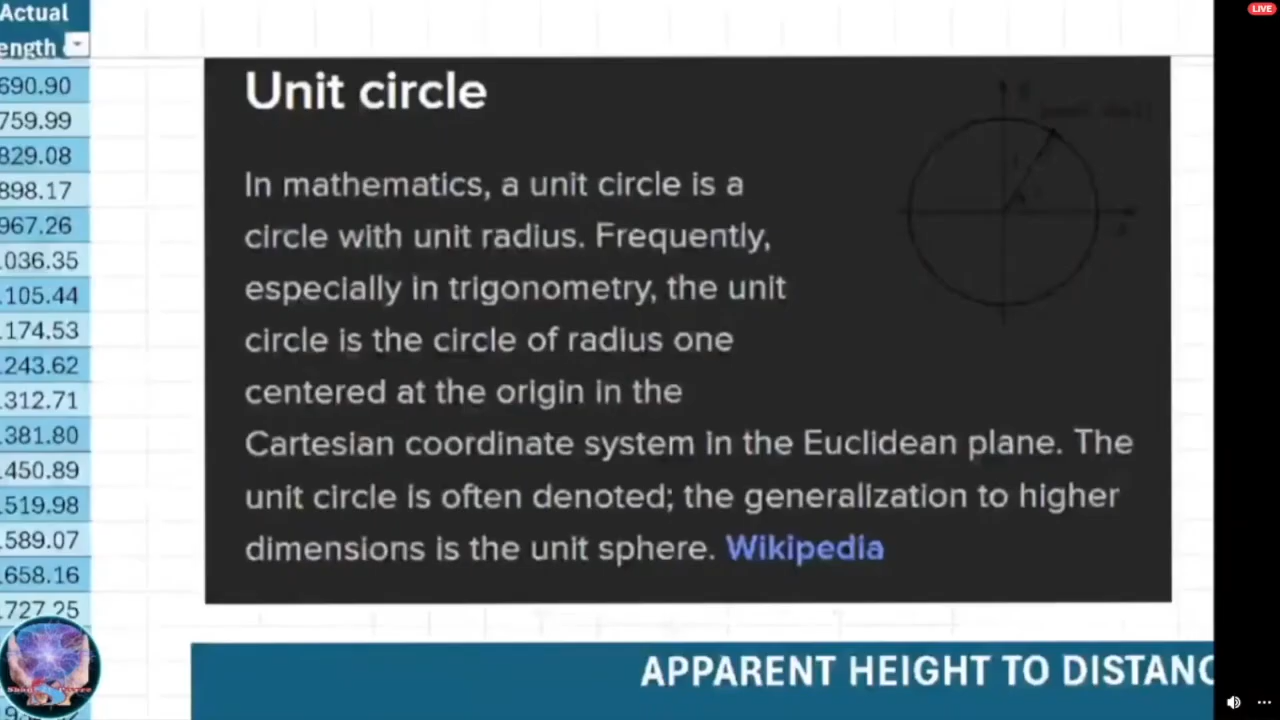 Actual
ength
690.90
759.99
829.08
898.17
967.26
.036.35
.105.44
.174.53
.243.62
.312.71
.381.80
.450.89
.519.98
.589.07
.658.16
.727.25
Unit circle
In mathematics, a unit circle is a
circle with unit radius. Frequently,
especially in trigonometry, the unit
circle is the circle of radius one
centered at the origin in the
Cartesian coordinate system in the Euclidean plane. The
unit circle is often denoted; the generalization to higher
dimensions is the unit sphere. Wikipedia
APPARENT HEIGHT TO DISTANC
LIVE